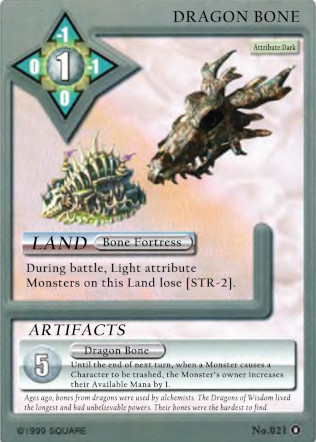 DRAGON BONE
Attribute:Dark
-1
0 1 -1
0
LAND Bone Fortress
During battle, Light attribute
Monsters on this Land lose [STR-2].
ARTIFACTS
Dragon Bone
5
Until the end of next turn, when a Monster causes a
Character to be trashed, the Monster's owner increases
their Available Mana by 1.
Ages ago, bones from dragons were used by alchemists. The Dragons of Wisdom lived
the longest and had unbelievable powers. Their bones were the hardest to find.
©1999 SQUARE
No.021